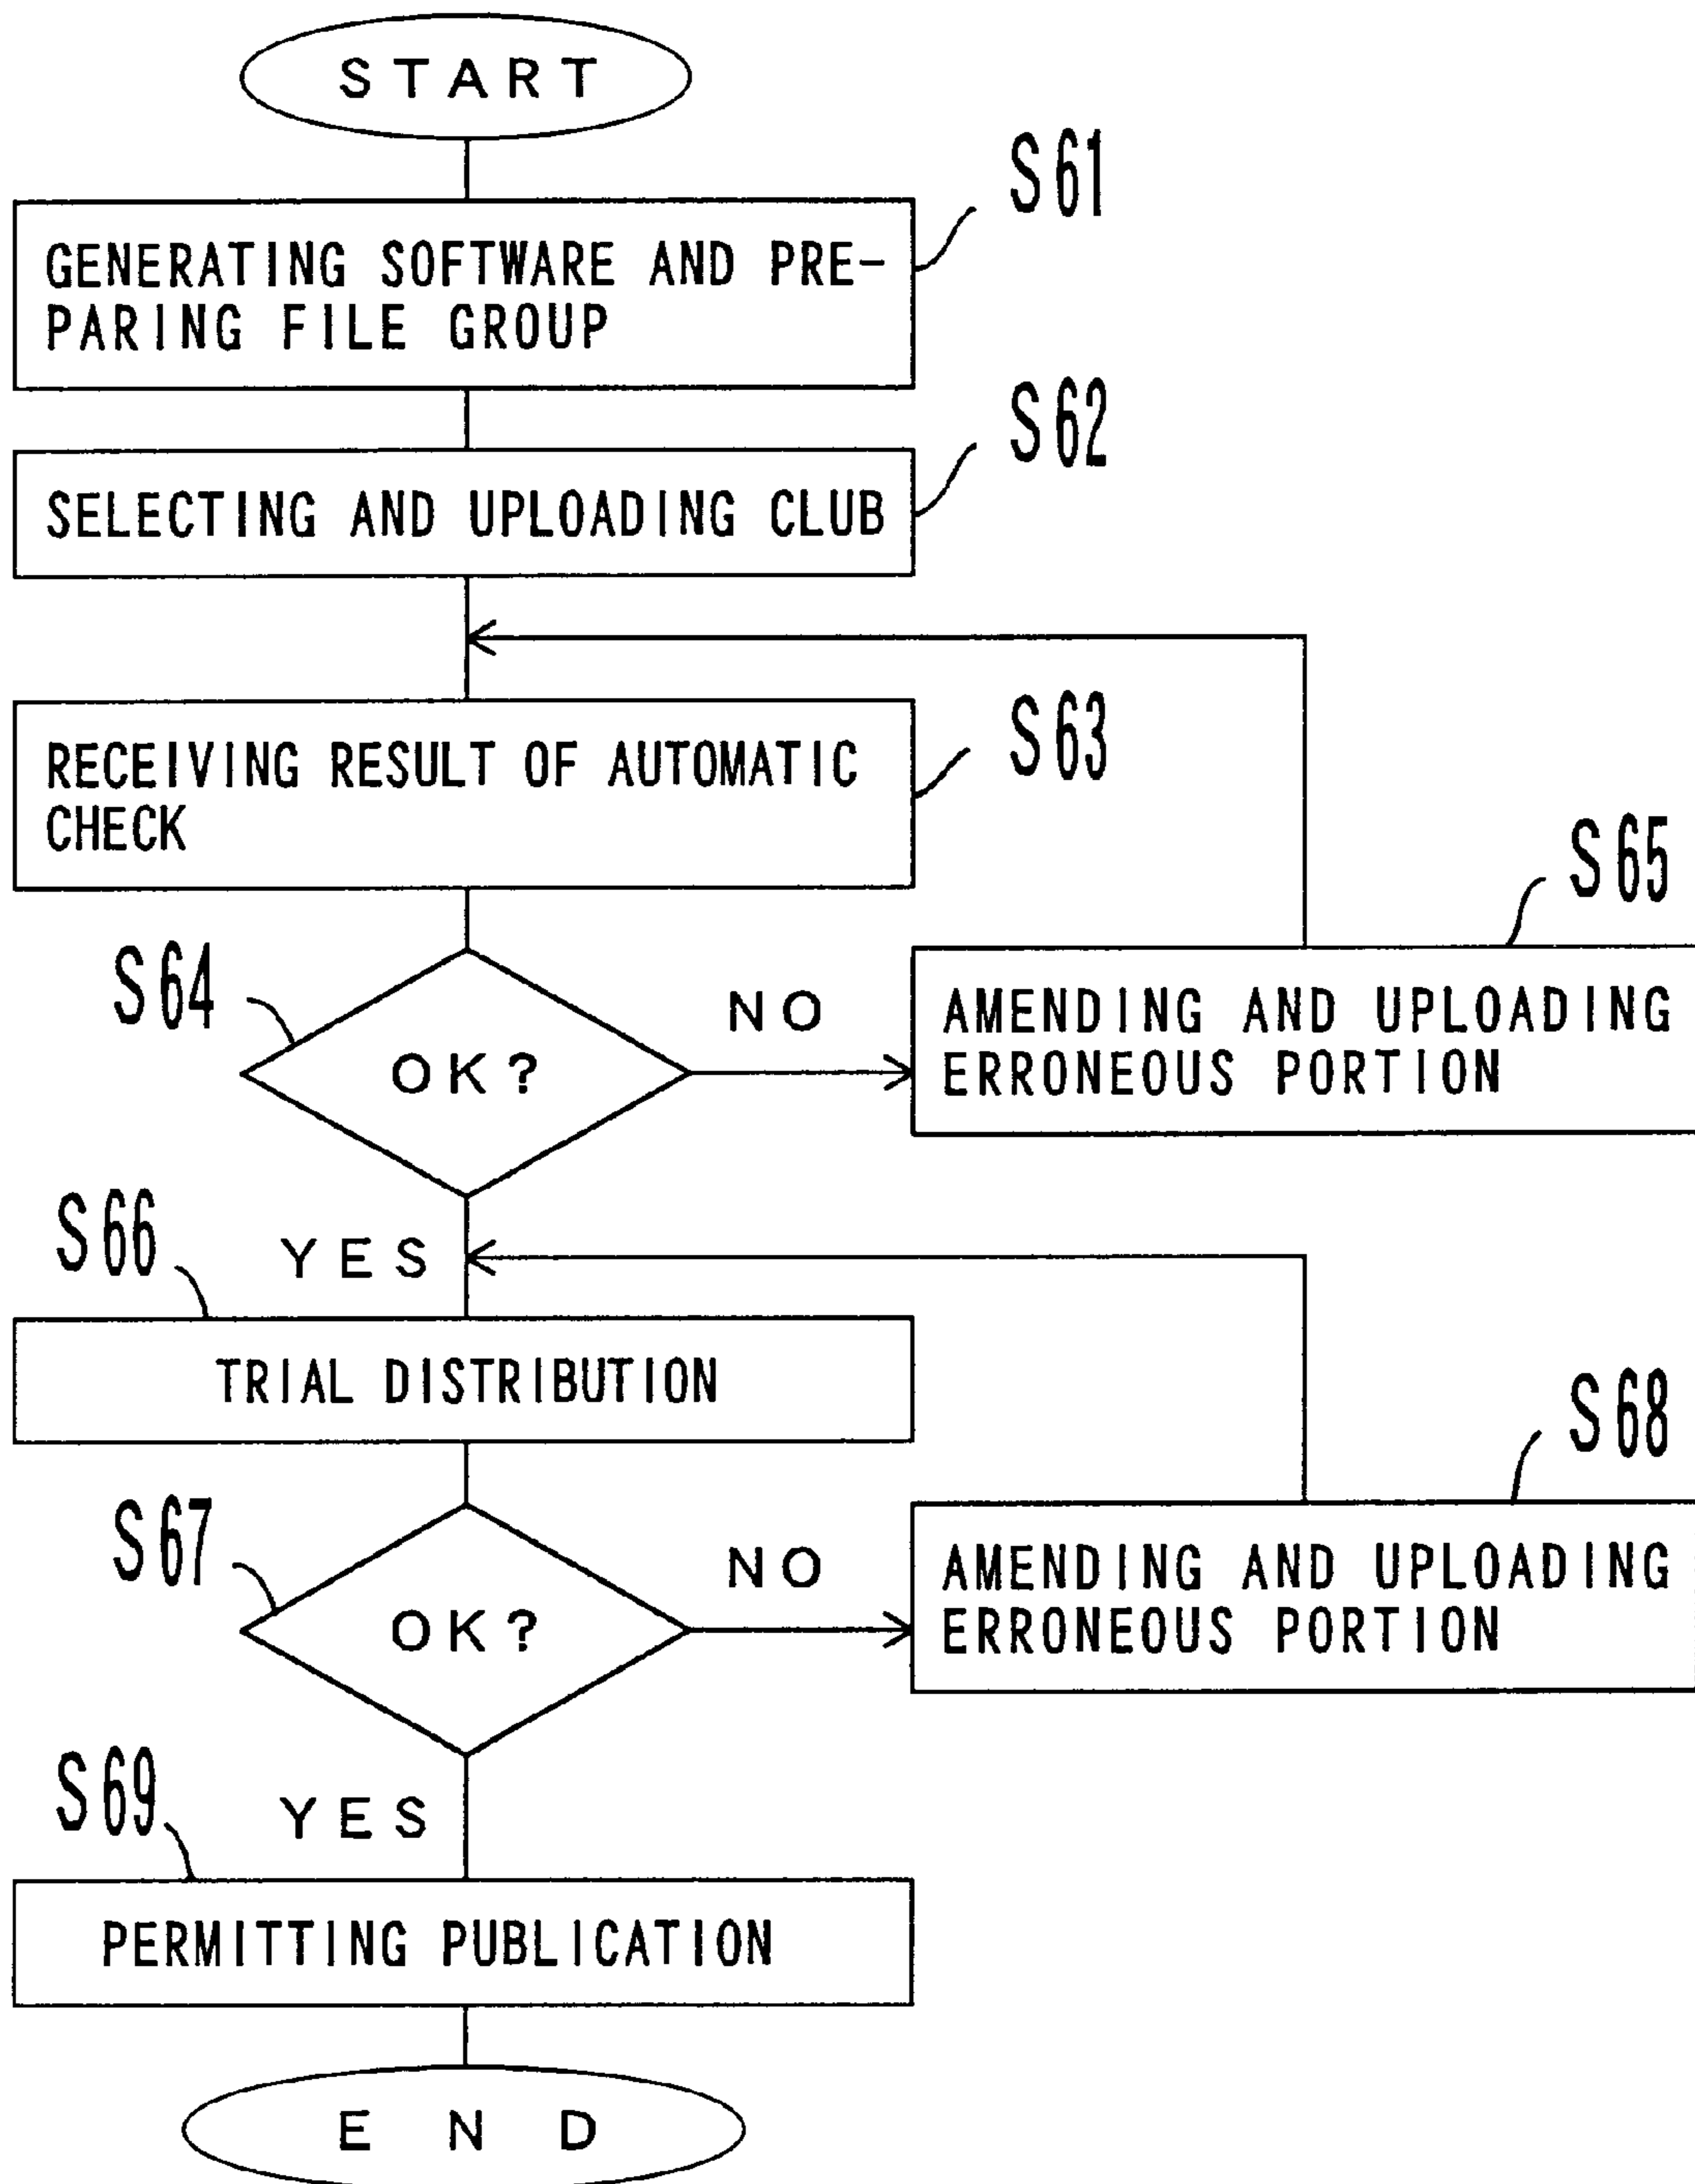 START
S61
GENERATING SOFTWARE AND PRE-
PARING FILE GROUP
S62
SELECTING AND UPLOADING CLUB
S63
RECEIVING RESULT OF AUTOMATIC
CHECK
S64
OK?
NO
S65
AMENDING AND UPLOADING
ERRONEOUS PORTION
YES
S66
TRIAL DISTRIBUTION
S67
OK?
NO
S68
AMENDING AND UPLOADING
ERRONEOUS PORTION
YES
S69
PERMITTING PUBLICATION
END